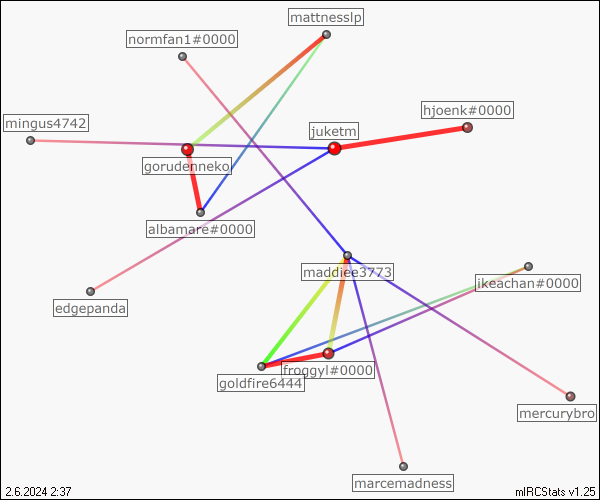 mattnesslp
normfan1#0000
hjoenk#0000
mingus4742
juketm
gorudenneko
albamare#0000
maddiee3773
ikeachan#0000
edgepanda
froggyl#0000
goldfire6444
mercurybro
marcemadness
2.6.2024 2:37
mIRCStats v1.25